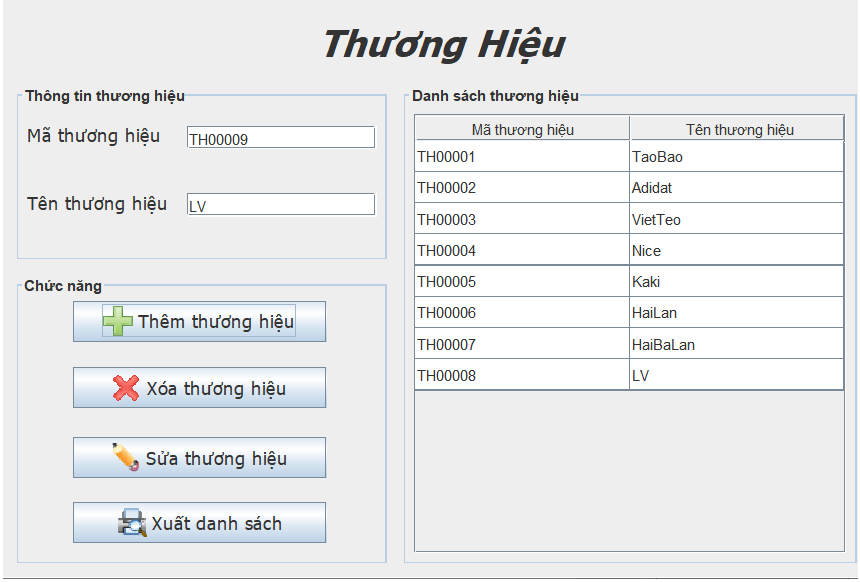 Thương Hiệu
Thông tin thương hiệu
Mã thương hiệu TH00009
Tên thương hiệu LV
Chức năng
Thêm thương hiệu
Xóa thương hiệu
Sửa thương hiệu
Xuất danh sách
Danh sách thương hiệu
Mã thương hiệu Tên thương hiệu
TH00001 TaoBao
TH00002 Adidat
TH00003 VietTeo
TH00004 Nice
TH00005 Kaki
TH00006 HaiLan
TH00007 HaiBaLan
TH00008 LV